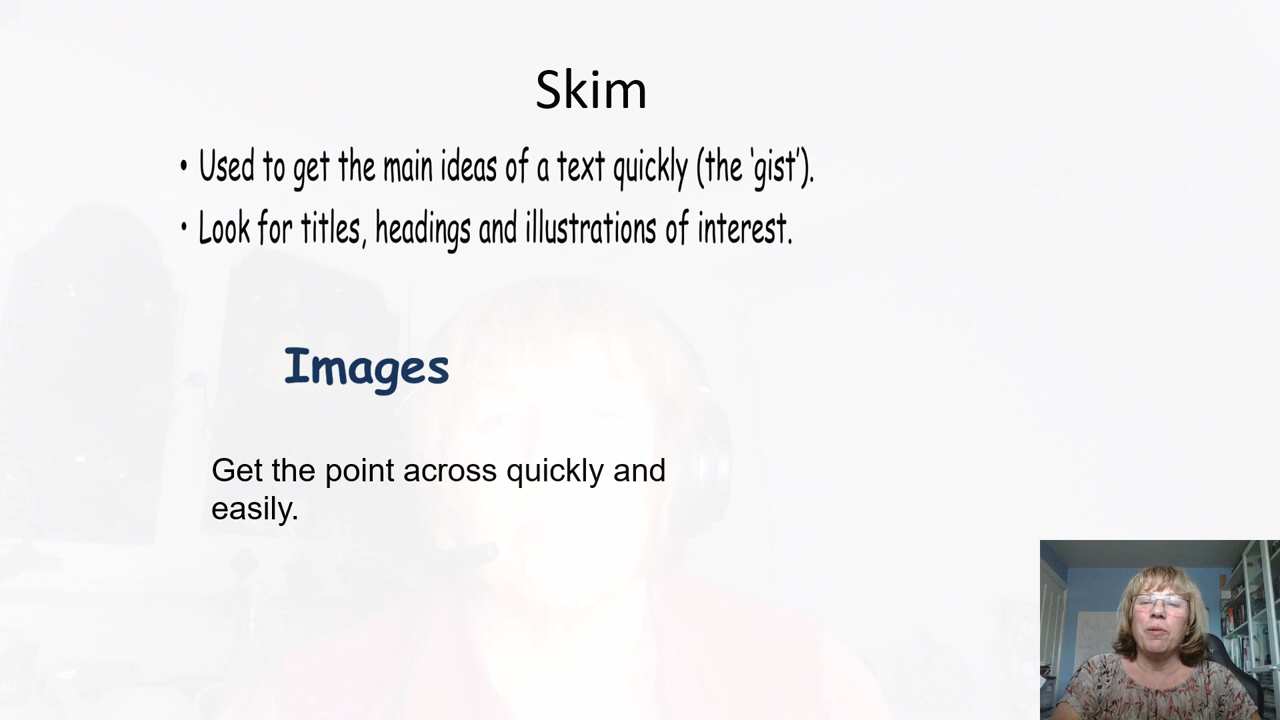 Skim
• Used to get the main ideas of a text quickly (the ‘gist’).
• Look for titles, headings and illustrations of interest.
Images
Get the point across quickly and
easily.